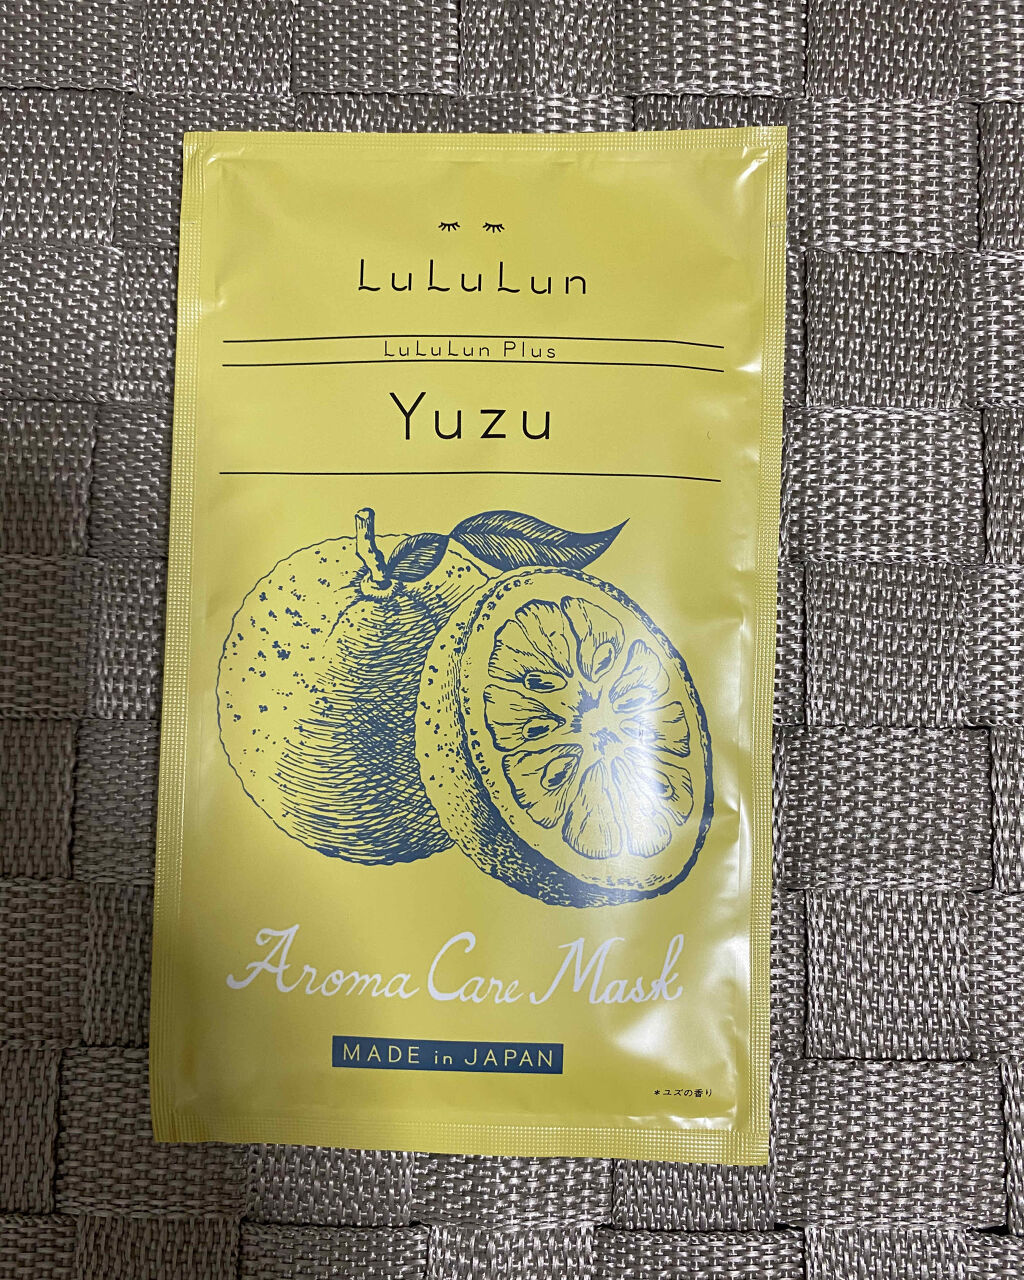 LuLuLun
LuLuLun Plus
Yuzu
Aroma Care Mask
MADE in JAPAN
*ユズの香り